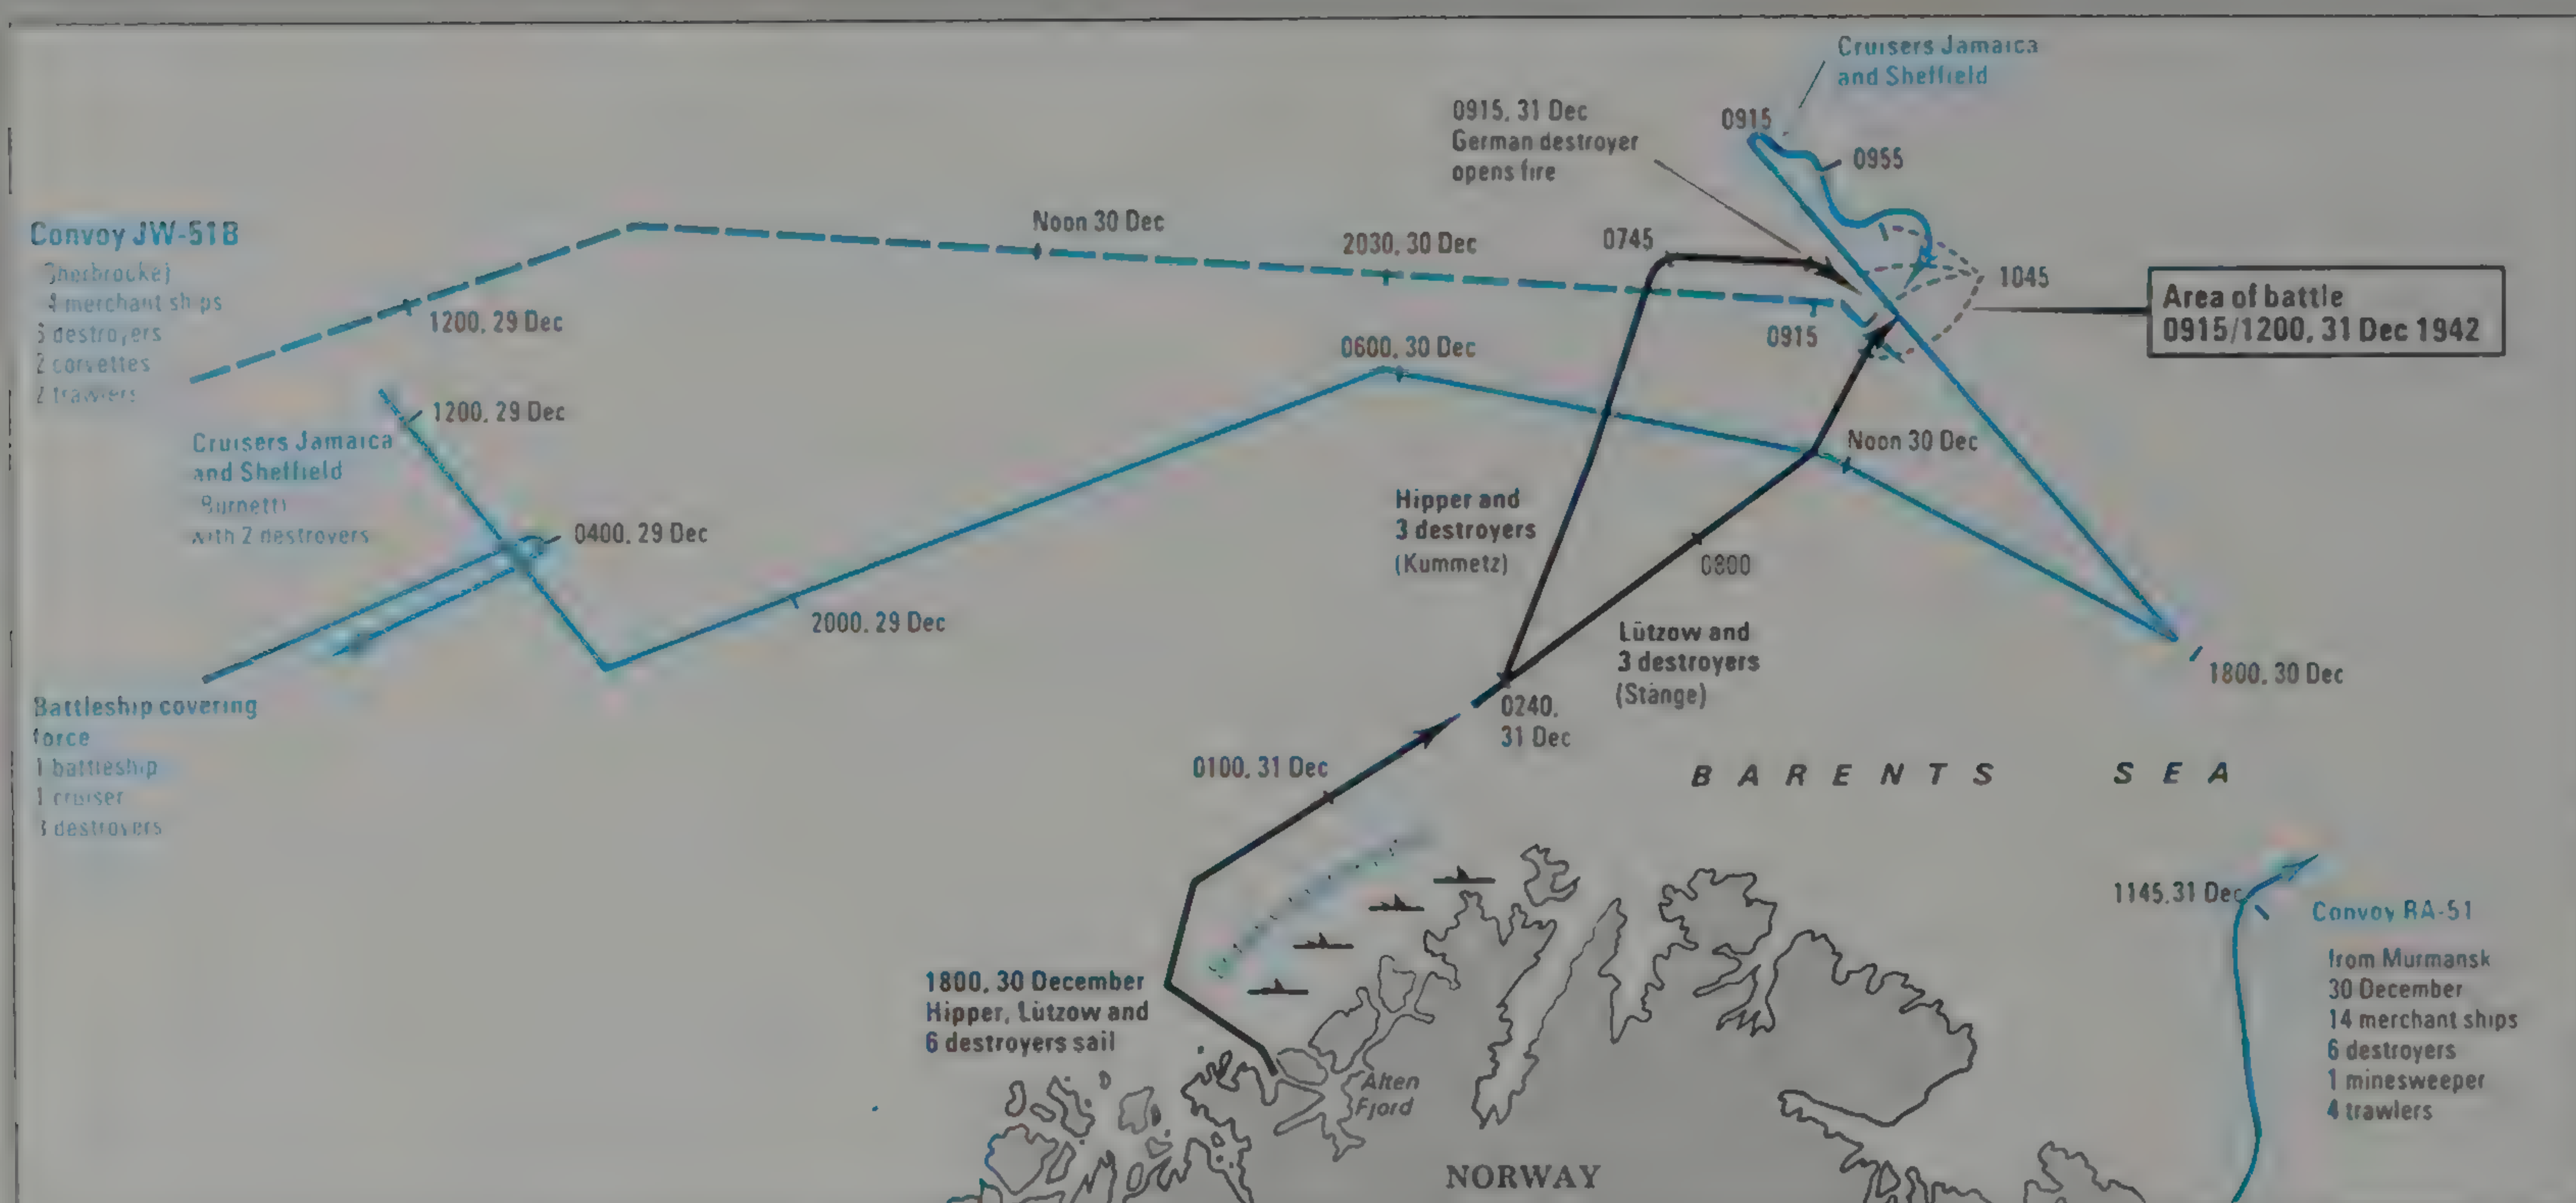 Cruisers Jamaica
and Sheffield
0915, 31 Dec
German destroyer
opens fire
0915
0955
Convoy JW-51B
merchant ships
destroyers
2 corvettes
2 trawlers
Noon 30 Dec
2030, 30 Dec
0745
1045
Area of battle
0915/1200, 31 Dec 1942
1200, 29 Dec
0915
0600, 30 Dec
1200, 29 Dec
Cruisers Jamaica
and Sheffield
with 2 destroyers
Noon 30 Dec
0400, 29 Dec
Hipper and
3 destroyers
(Kummetz)
0800
2000, 29 Dec
Lützow and
3 destroyers
(Stange)
1800, 30 Dec
Battleship covering
force
1 battleship
1 cruiser
destroyers
0240,
31 Dec
0100, 31 Dec
BARENTS SEA
1145,31 Dec
Convoy RA-51
from Murmansk
30 December
14 merchant ships
6 destroyers
1 minesweeper
4 trawlers
1800, 30 December
Hipper, Lützow and
6 destroyers sail
Alten
Fjord
NORWAY